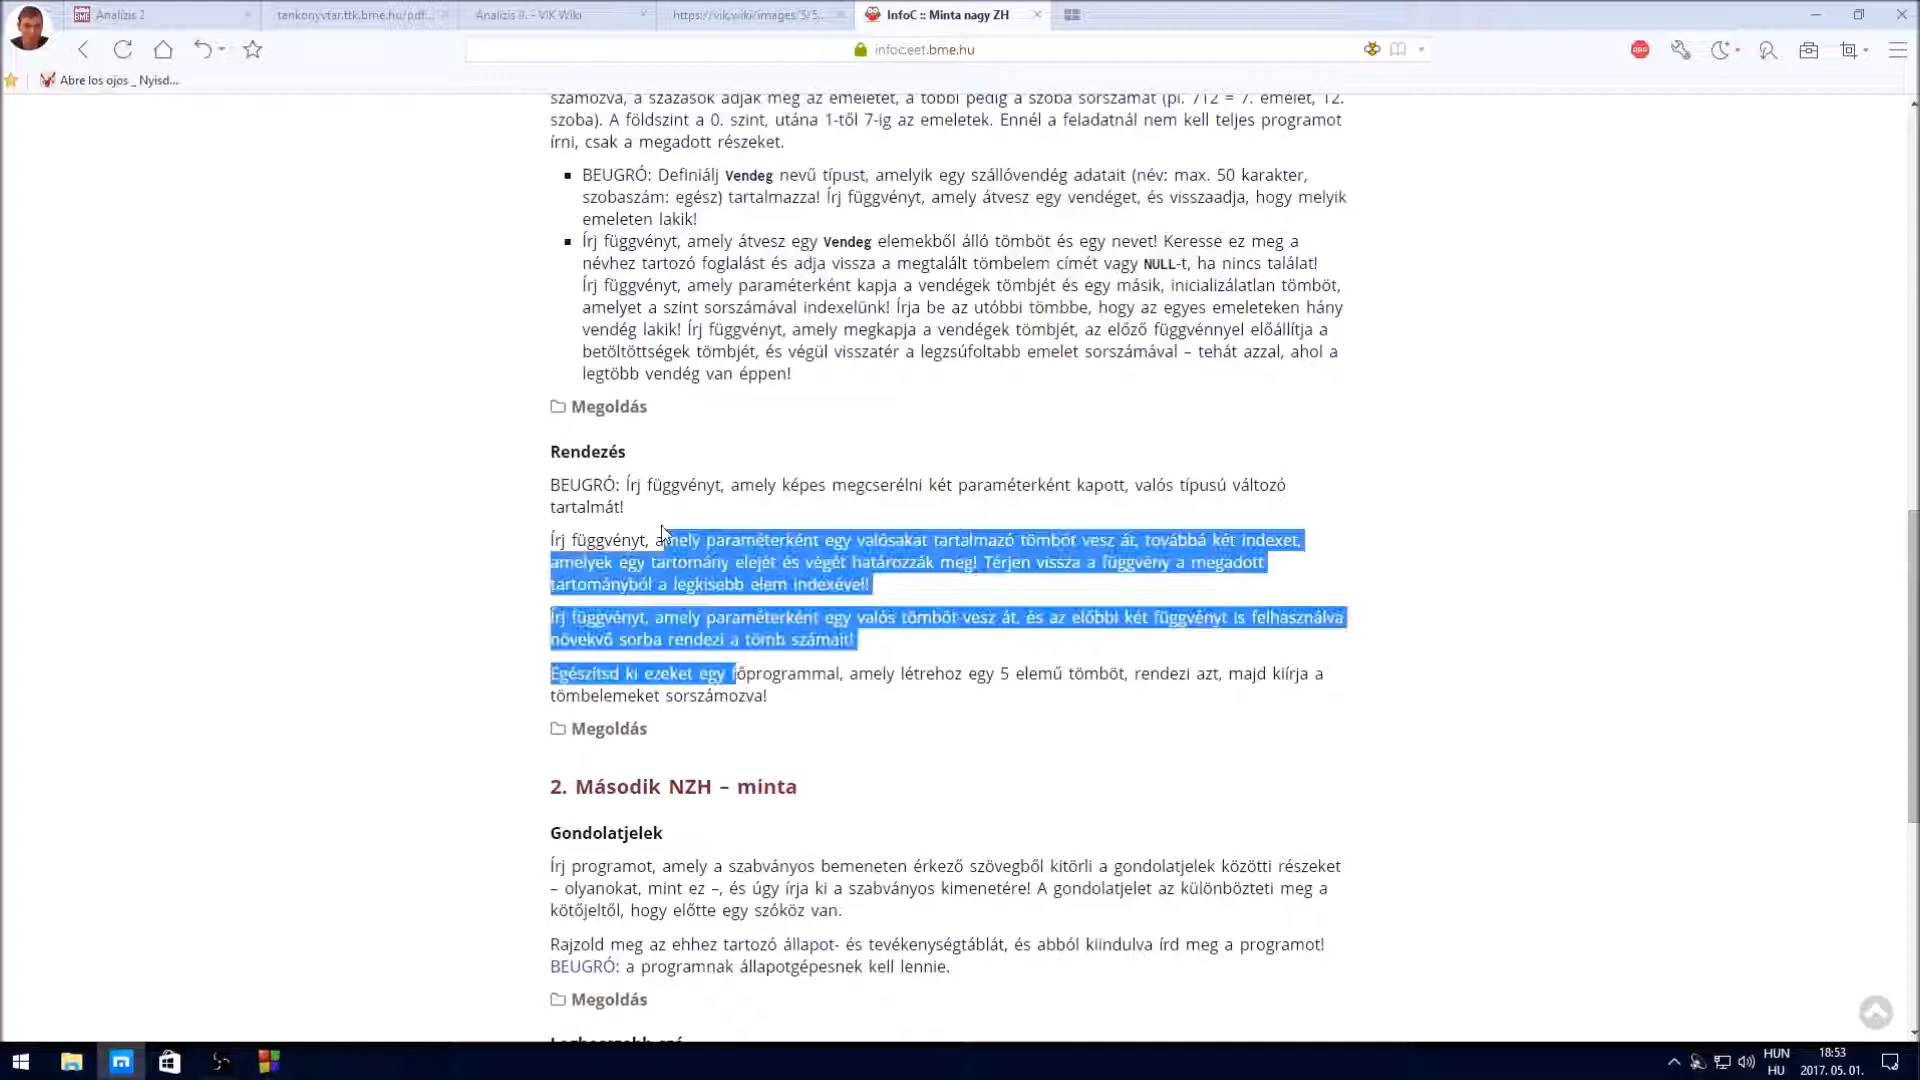 Analízis 2
tankonyvtar.ttk.bme.hu/pdf...
Analízis II. - VIK Wiki
https://vik.wiki/images/5/5...
InfoC :: Minta nagy ZH
infoc.eet.bme.hu
ABP
Abre los ojos _ Nyisd...
számozva, a százasok adják meg az emeletet, a többi pedig a szoba sorszámát (pl. 712 = 7. emelet, 12.
szoba). A földszint a 0. szint, utána 1-től 7-ig az emeletek. Ennél a feladatnál nem kell teljes programot
írni, csak a megadott részeket.
▪ BEUGRÓ: Definiálj Vendeg nevű típust, amelyik egy szállóvendég adatait (név: max. 50 karakter,
szobaszám: egész) tartalmazza! Írj függvényt, amely átvesz egy vendéget, és visszaadja, hogy melyik
emeleten lakik!
▪ Írj függvényt, amely átvesz egy Vendeg elemekből álló tömböt és egy nevet! Keresse ez meg a
névhez tartozó foglalást és adja vissza a megtalált tömbelem címét vagy NULL-t, ha nincs találat!
Írj függvényt, amely paraméterként kapja a vendégek tömbjét és egy másik, inicializálatlan tömböt,
amelyet a szint sorszámával indexelünk! Írja be az utóbbi tömbbe, hogy az egyes emeleteken hány
vendég lakik! Írj függvényt, amely megkapja a vendégek tömbjét, az előző függvénnyel előállítja a
betöltöttségek tömbjét, és végül visszatér a legzsúfoltabb emelet sorszámával – tehát azzal, ahol a
legtöbb vendég van éppen!
Megoldás
Rendezés
BEUGRÓ: Írj függvényt, amely képes megcserélni két paraméterként kapott, valós típusú változó
tartalmát!
Írj függvényt, amely paraméterként egy valósakat tartalmazó tömböt vesz át, továbbá két indexet,
amelyek egy tartomány elejét és végét határozzák meg! Térjen vissza a függvény a megadott
tartományból a legkisebb elem indexével!
Írj függvényt, amely paraméterként egy valós tömböt vesz át, és az előbbi két függvényt is felhasználva
növekvő sorba rendezi a tömb számait!
Egészítsd ki ezeket egy főprogrammal, amely létrehoz egy 5 elemű tömböt, rendezi azt, majd kiírja a
tömbelemeket sorszámozva!
Megoldás
2. Második NZH – minta
Gondolatjelek
Írj programot, amely a szabványos bemeneten érkező szövegből kitörli a gondolatjelek közötti részeket
– olyanokat, mint ez –, és úgy írja ki a szabványos kimenetére! A gondolatjelet az különbözteti meg a
kötőjeltől, hogy előtte egy szóköz van.
Rajzold meg az ehhez tartozó állapot- és tevékenységtáblát, és abból kiindulva írd meg a programot!
BEUGRÓ: a programnak állapotgépesnek kell lennie.
Megoldás
HUN
HU
18:53
2017. 05. 01.